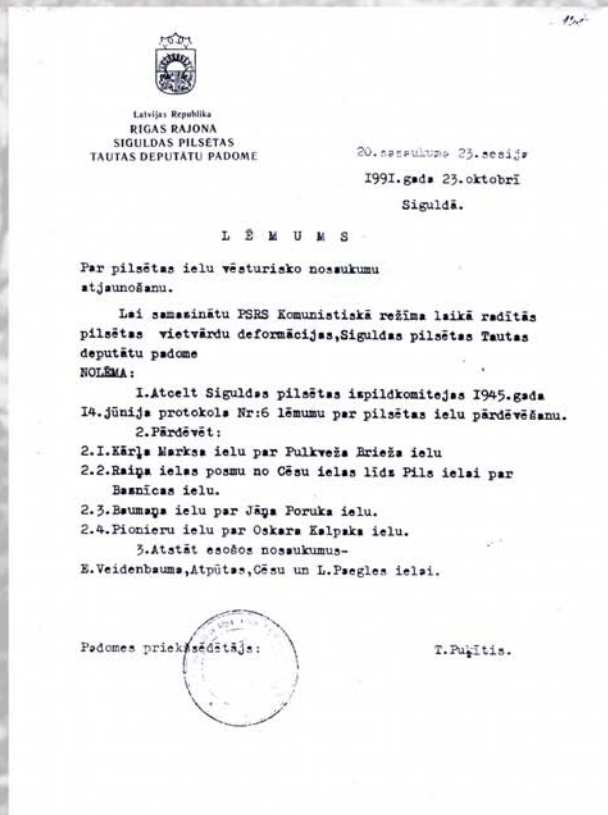 Latvijas Republika
RĪGAS RAJONA
SIGULDAS PILSĒTAS
TAUTAS DEPUTĀTU PADOME
20.sasaukuma 23.sesija
1991.gada 23.oktobrī
Siguldā.
L Ē M U M S
Par pilsētas ielu vēsturisko nosaukumu
atjaunošanu.
Lai samazinātu PSRS Komunistiskā režīma laikā radītās
pilsētas vietvārdu deformācijas,Siguldas pilsētas Tautas
deputātu padome
NOLĒMA:
I.Atcelt Siguldas pilsētas izpildkomitejas 1945.gada
I4.jūnija protokola Nr:6 lēmumu par pilsētas ielu pārdēvēšanu.
2.Pārdēvēt:
2.I.Kārļa Marksa ielu par Pulkveža Brieža ielu
2.2.Raiņa ielas posmu no Cēsu ielas līdz Pils ielai par
Baznīcas ielu.
2.3.Baumaņa ielu par Jāņa Poruka ielu.
2.4.Pionieru ielu par Oskara Kalpaka ielu.
3.Atstāt esošos nosaukumus-
E.Veidenbauma,Atpūtas,Cēsu un L.Paegles ielai.
Padomes priekšsēdētājs: T.Puķītis.